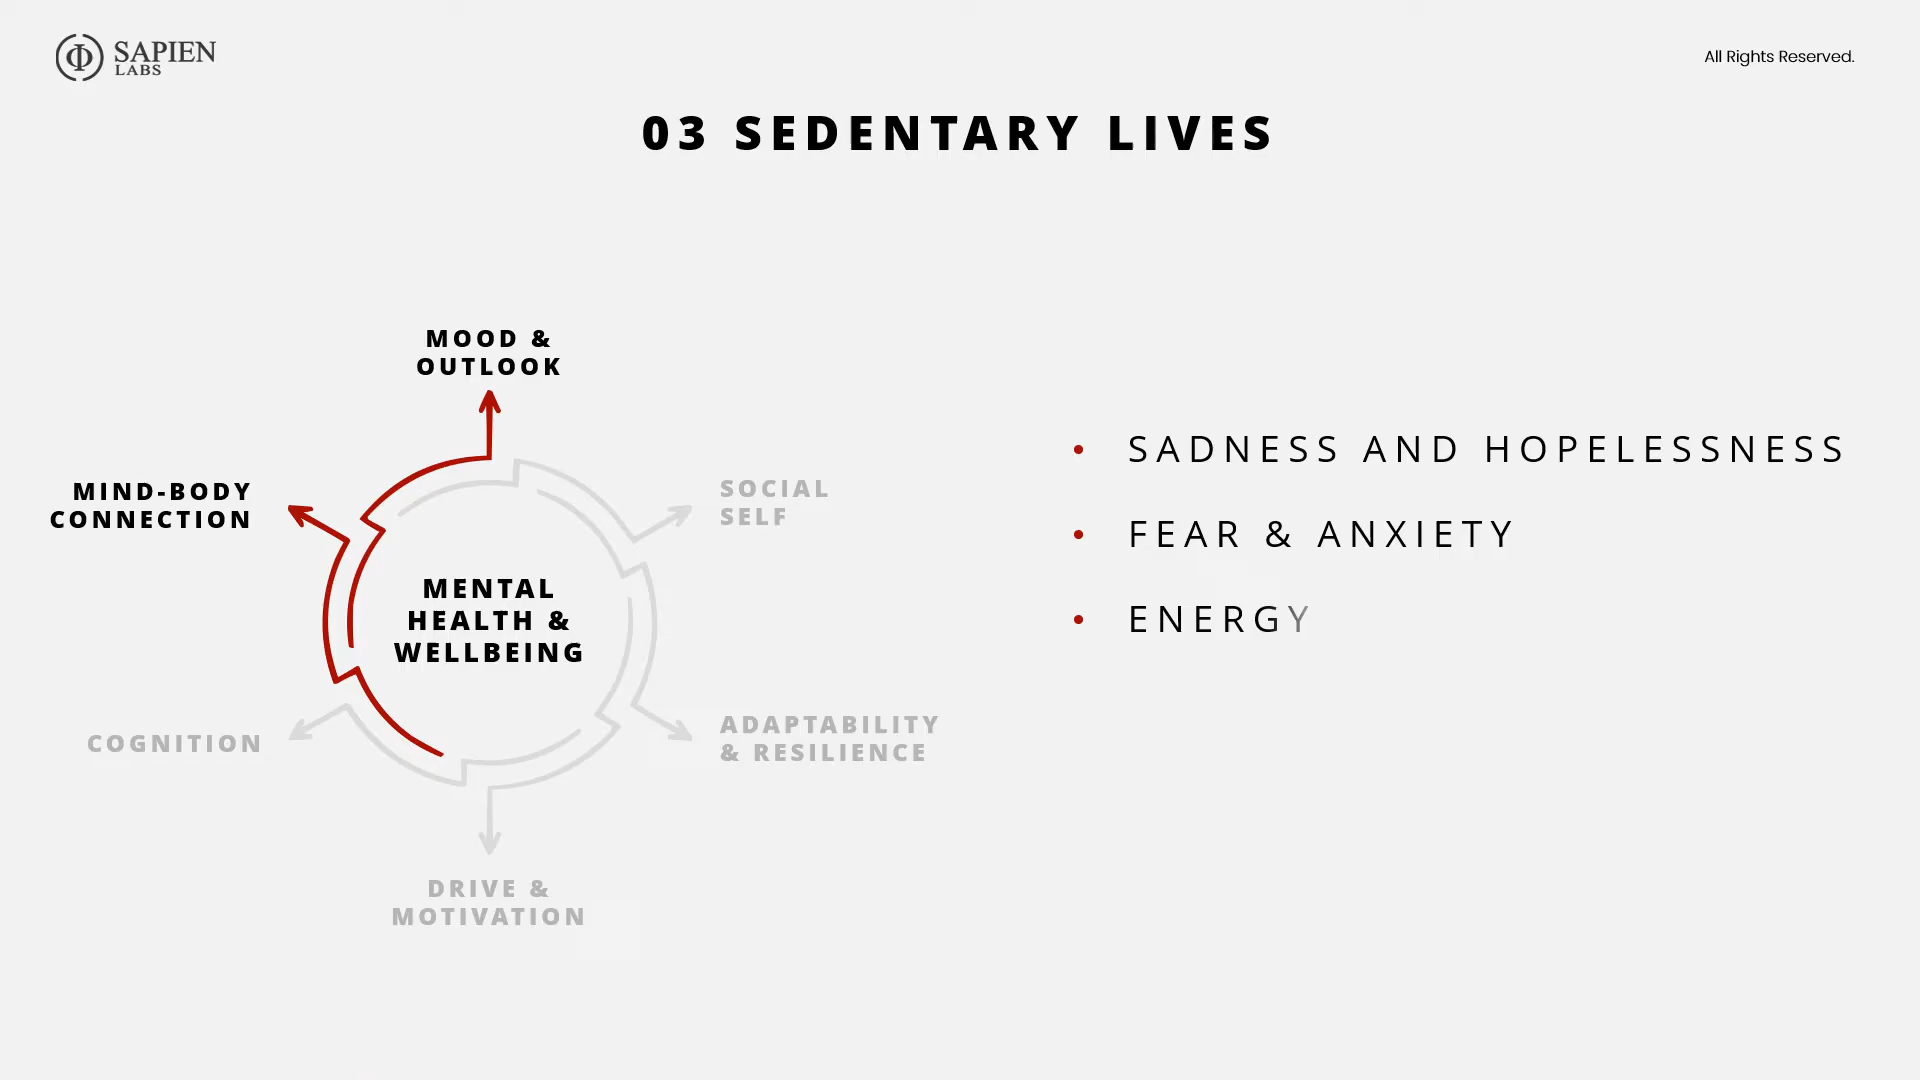 SAPIEN
LABS
All Rights Reserved.
03 SEDENTARY LIVES
MOOD &
OUTLOOK
MIND-BODY
CONNECTION
SOCIAL
SELF
MENTAL
HEALTH &
WELLBEING
COGNITION
ADAPTABILITY
& RESILIENCE
DRIVE &
MOTIVATION
• SADNESS AND HOPELESSNESS
• FEAR & ANXIETY
• ENERGY